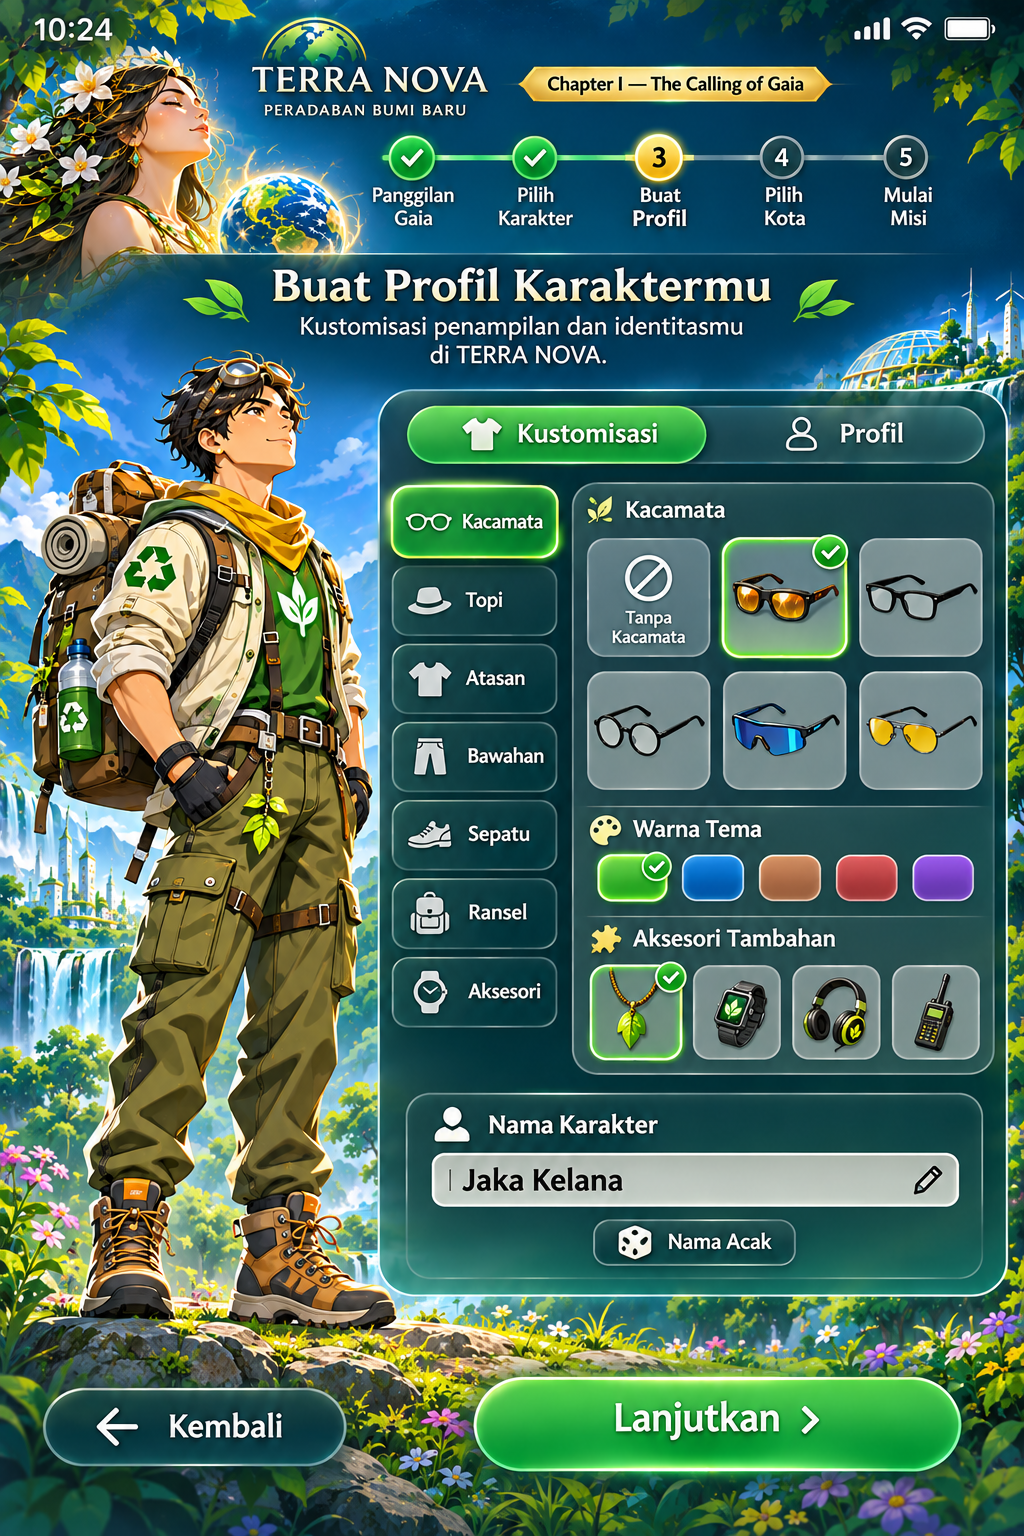 10:24
TERRA NOVA
PERADABAN BUMI BARU
Chapter I — The Calling of Gaia
3
4
5
Panggilan
Gaia
Pilih
Karakter
Buat
Profil
Pilih
Kota
Mulai
Misi
Buat Profil Karaktermu
Kustomisasi penampilan dan identitasmu
di TERRA NOVA.
Kustomisasi
Profil
Kacamata
Topi
Atasan
Bawahan
Sepatu
Ransel
Aksesori
Kacamata
Tanpa
Kacamata
Warna Tema
Aksesori Tambahan
Nama Karakter
Jaka Kelana
Nama Acak
Kembali
Lanjutkan